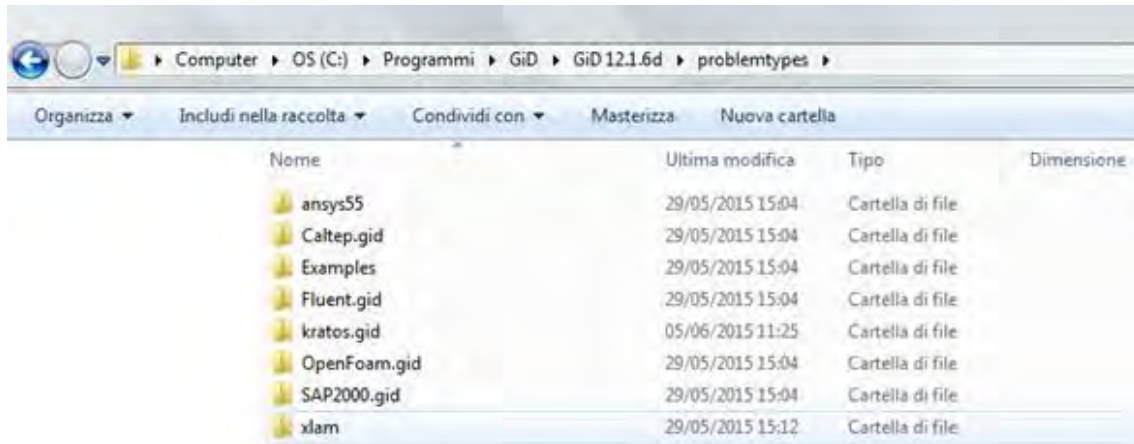 Computer OS (C:) Programmi GiD GiD 12.1.6d problemtypes
Organizza Includi nella raccolta Condividi con Masterizza Nuova cartella
Nome Ultima modifica Tipo Dimensione
ansys55 29/05/2015 15:04 Cartella di file
Caltep.gid 29/05/2015 15:04 Cartella di file
Examples 29/05/2015 15:04 Cartella di file
Fluent.gid 29/05/2015 15:04 Cartella di file
kratos.gid 05/06/2015 11:25 Cartella di file
OpenFoam.gid 29/05/2015 15:04 Cartella di file
SAP2000.gid 29/05/2015 15:04 Cartella di file
xlam 29/05/2015 15:12 Cartella di file